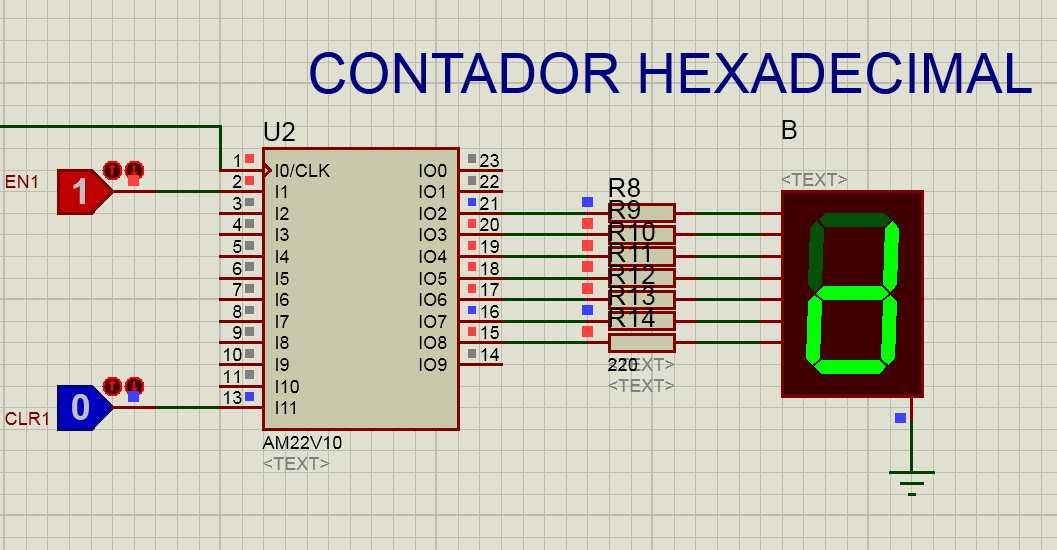 CONTADOR HEXADECIMAL
U2
B
EN1
1
CLR1
0
1 I0/CLK IO0 23
2 I1 IO1 22
3 I2 IO2 21
4 I3 IO3 20
5 I4 IO4 19
6 I5 IO5 18
7 I6 IO6 17
8 I7 IO7 16
9 I8 IO8 15
10 I9 IO9 14
11 I10
13 I11
AM22V10
<TEXT>
R8
R9
R10
R11
R12
R13
R14
220
<TEXT>
<TEXT>
<TEXT>